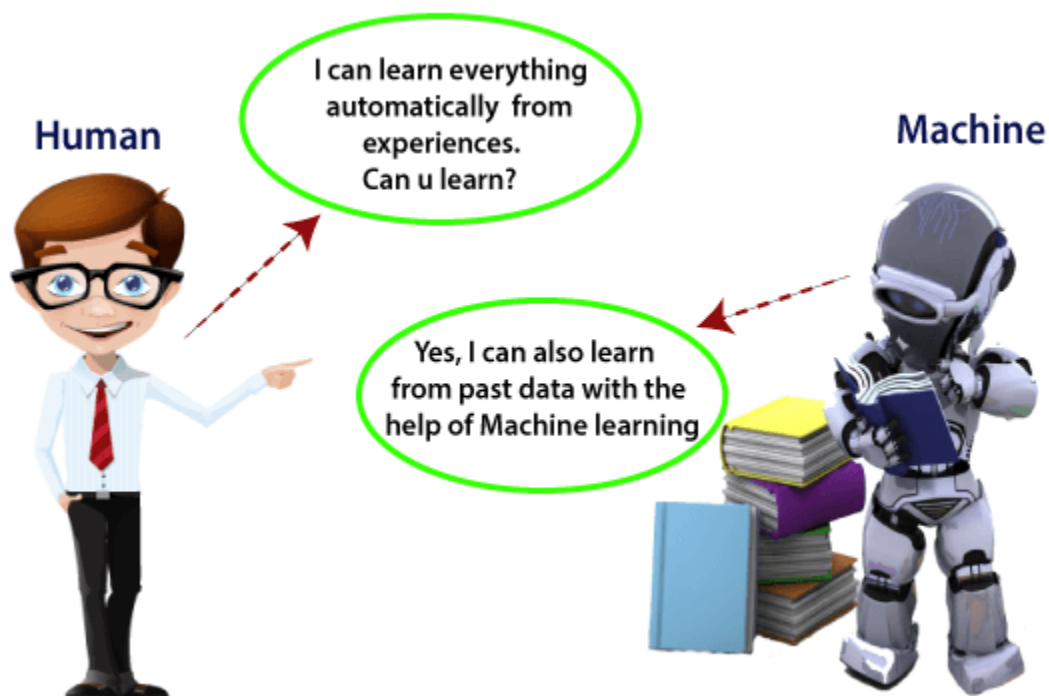 Human
I can learn everything
automatically from
experiences.
Can u learn?
Machine
Yes, I can also learn
from past data with the
help of Machine learning